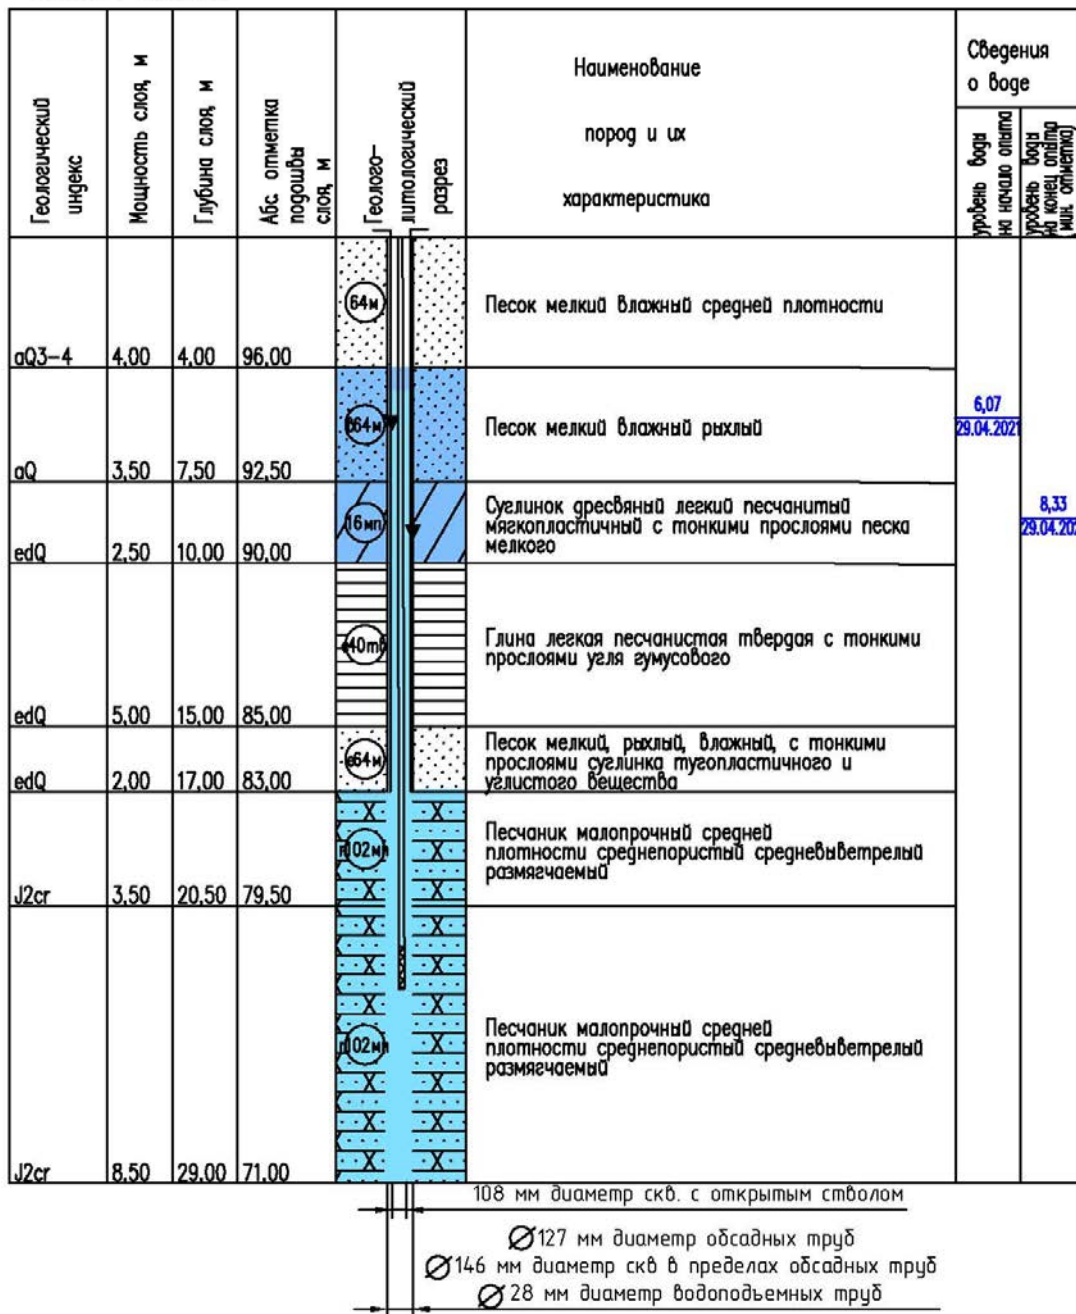 Геологический
индекс
Мощность слоя, м
Глубина слоя, м
Абс. отметка
подошвы
слоя, м
Геолого-
литологический
разрез
Наименование
пород и их
характеристика
Сведения
о воде
уровень воды
на начало опыта
уровень воды
на конец опыта
(мин. отметка)
64м
Песок мелкий влажный средней плотности
aQ3-4 4,00 4,00 96,00
64м
Песок мелкий влажный рыхлый
6,07
29.04.2021
aQ 3,50 7,50 92,50
16мп
Суглинок дресвяный легкий песчанитый
мягкопластичный с тонкими прослоями песка
мелкого
8,33
29.04.202
edQ 2,50 10,00 90,00
40тв
Глина легкая песчанистая твердая с тонкими
прослоями угля гумусового
edQ 5,00 15,00 85,00
64м
Песок мелкий, рыхлый, влажный, с тонкими
прослоями суглинка тугопластичного и
углистого вещества
edQ 2,00 17,00 83,00
102мп
Песчаник малопрочный средней
плотности среднепористый средневыветрелый
размягчаемый
J2cr 3,50 20,50 79,50
102мп
Песчаник малопрочный средней
плотности среднепористый средневыветрелый
размягчаемый
J2cr 8,50 29,00 71,00
108 мм диаметр скв. с открытым стволом
Ø127 мм диаметр обсадных труб
Ø146 мм диаметр скв в пределах обсадных труб
Ø28 мм диаметр водоподъемных труб